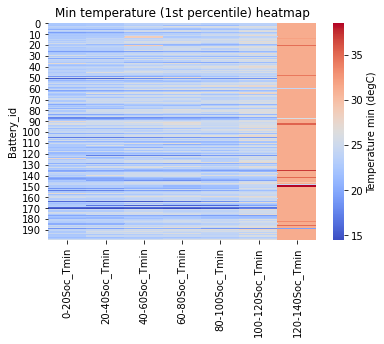 Min temperature (1st percentile) heatmap
Battery_id
0
10
20
30
40
50
60
70
80
90
100
110
120
130
140
150
160
170
180
190
0-20Soc_Tmin
20-40Soc_Tmin
40-60Soc_Tmin
60-80Soc_Tmin
80-100Soc_Tmin
100-120Soc_Tmin
120-140Soc_Tmin
35
30
25
20
15
Temperature min (degC)